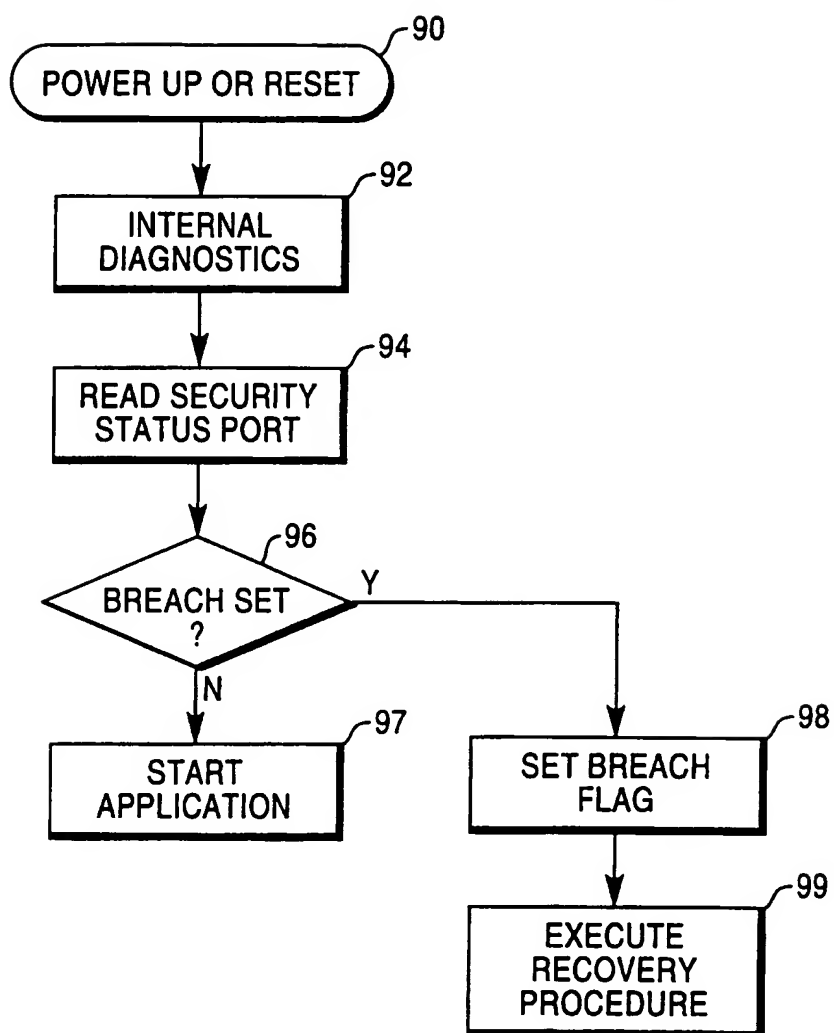 90
POWER UP OR RESET
92
INTERNAL
DIAGNOSTICS
94
READ SECURITY
STATUS PORT
96
BREACH SET
?
Y
N
97
START
APPLICATION
98
SET BREACH
FLAG
99
EXECUTE
RECOVERY
PROCEDURE